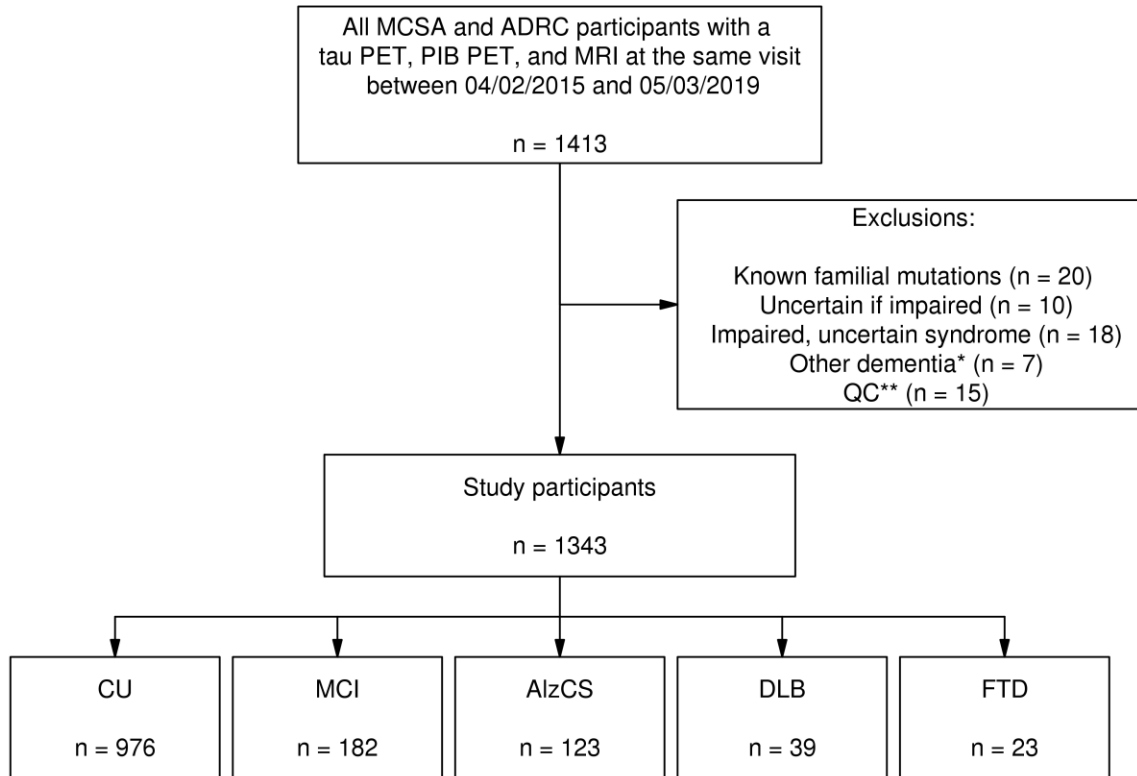 All MCSA and ADRC participants with a
tau PET, PIB PET, and MRI at the same visit
between 04/02/2015 and 05/03/2019
n = 1413
Exclusions:
Known familial mutations (n = 20)
Uncertain if impaired (n = 10)
Impaired, uncertain syndrome (n = 18)
Other dementia* (n = 7)
QC** (n = 15)
Study participants
n = 1343
CU
n = 976
MCI
n = 182
AlzCS
n = 123
DLB
n = 39
FTD
n = 23